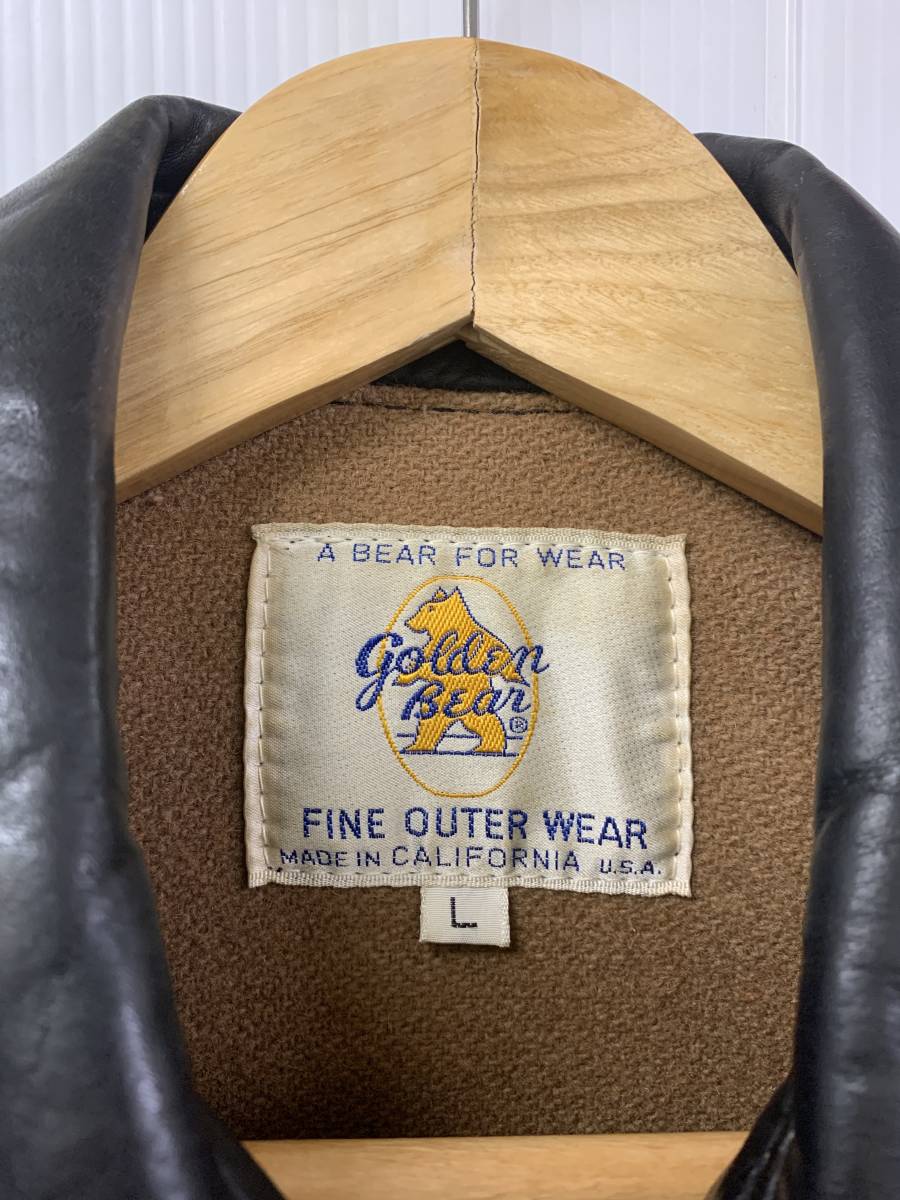 A BEAR FOR WEAR
Golden
Bear
®
FINE OUTER WEAR
MADE IN CALIFORNIA U.S.A.
L